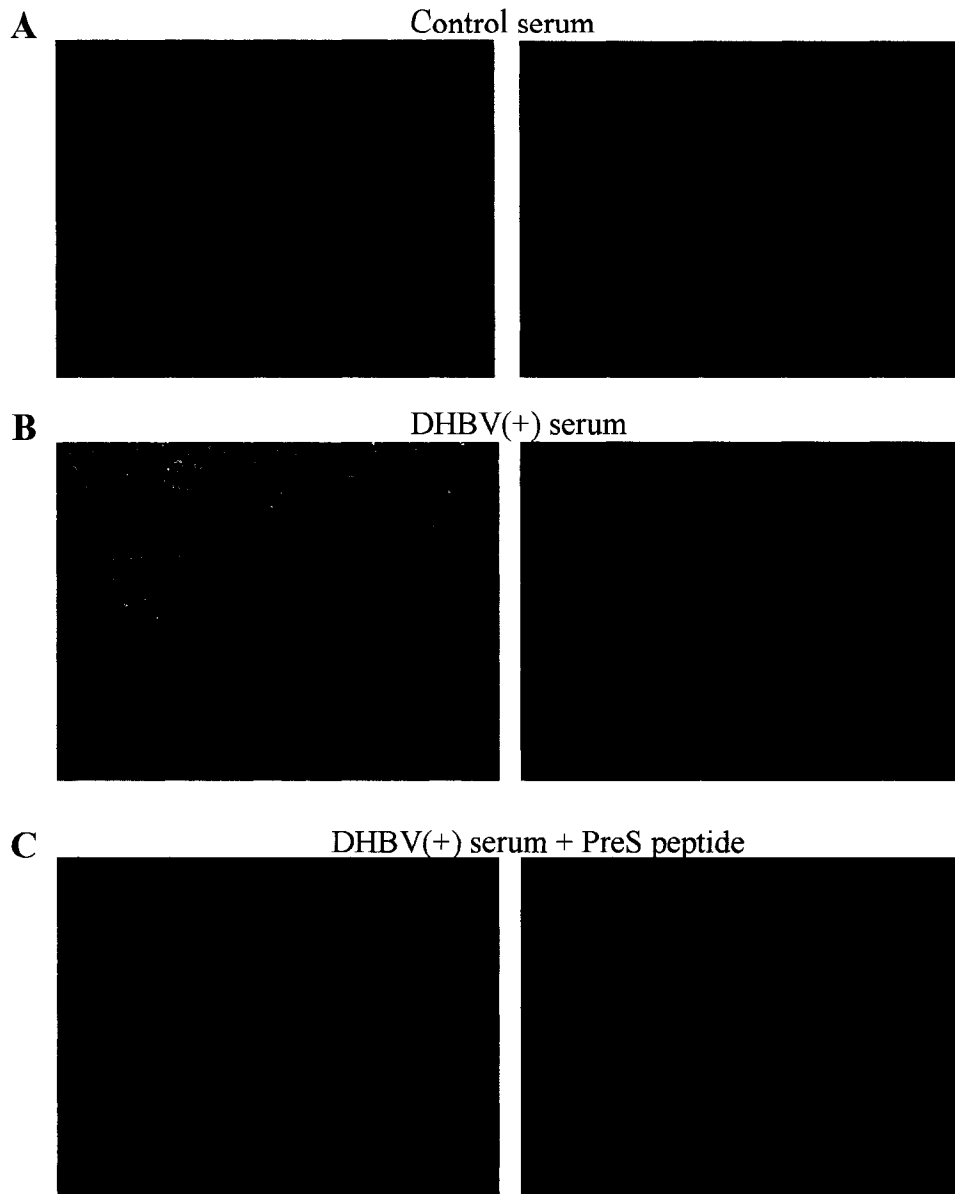 A
Control serum
B
DHBV(+) serum
C
DHBV(+) serum + PreS peptide